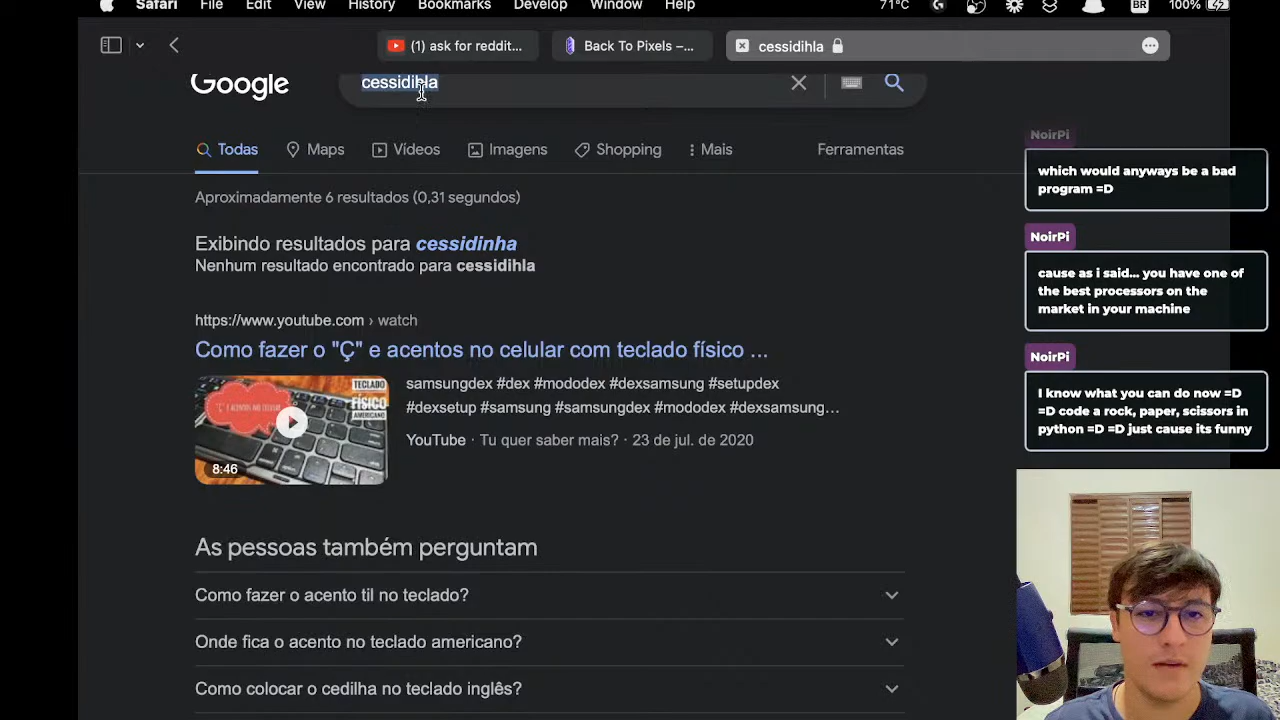 Safari File Edit View History Bookmarks Develop Window Help 71°C BR 100%
(1) ask for reddit... Back To Pixels –... cessidihla
Google cessidihla
Todas Maps Vídeos Imagens Shopping Mais Ferramentas
Aproximadamente 6 resultados (0,31 segundos)
Exibindo resultados para cessidinha
Nenhum resultado encontrado para cessidihla
https://www.youtube.com › watch
Como fazer o "Ç" e acentos no celular com teclado físico ...
TECLADO
FÍSICO
AMERICANO
"Ç" E ACENTOS NO CELULAR
8:46
samsungdex #dex #mododex #dexsamsung #setupdex
#dexsetup #samsung #samsungdex #mododex #dexsamsung...
YouTube · Tu quer saber mais? · 23 de jul. de 2020
As pessoas também perguntam
Como fazer o acento til no teclado?
Onde fica o acento no teclado americano?
Como colocar o cedilha no teclado inglês?
NoirPi
which would anyways be a bad
program =D
NoirPi
cause as i said... you have one of
the best processors on the
market in your machine
NoirPi
I know what you can do now =D
=D code a rock, paper, scissors in
python =D =D just cause its funny